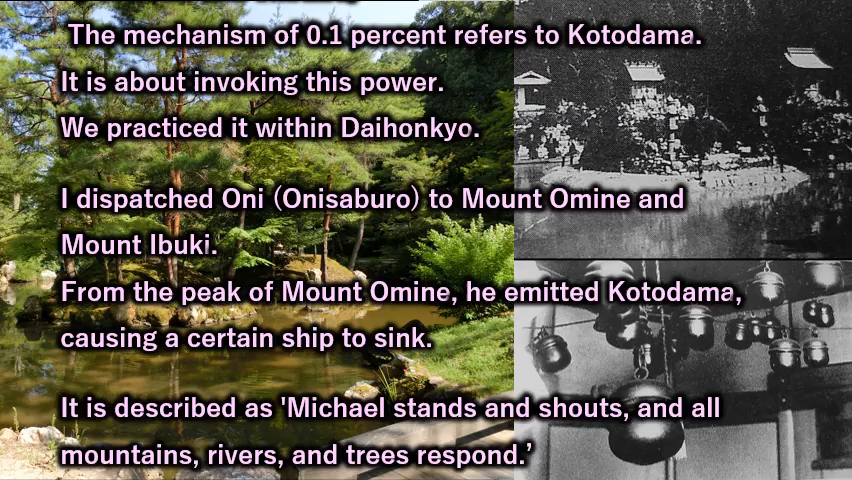 The mechanism of 0.1 percent refers to Kotodama.
It is about invoking this power.
We practiced it within Daihonkyo.
I dispatched Oni (Onisaburo) to Mount Omine and
Mount Ibuki.
From the peak of Mount Omine, he emitted Kotodama,
causing a certain ship to sink.
It is described as 'Michael stands and shouts, and all
mountains, rivers, and trees respond.’